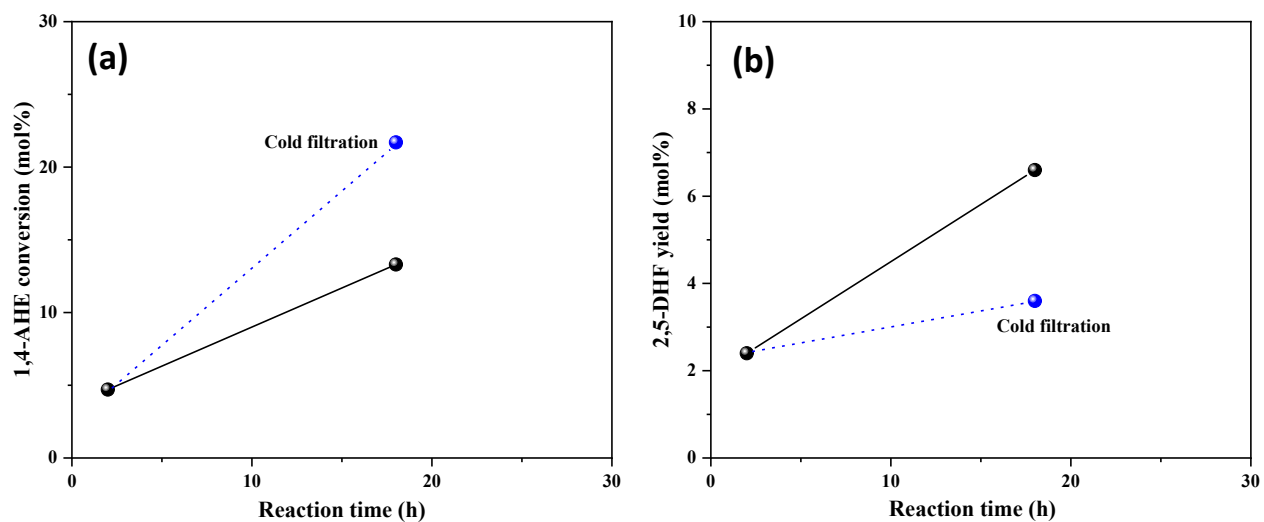 (a)
30
20
10
0
1,4-AHE conversion (mol%)
Cold filtration
0
10
20
30
Reaction time (h)
(b)
10
8
6
4
2
0
2,5-DHF yield (mol%)
Cold filtration
0
10
20
30
Reaction time (h)